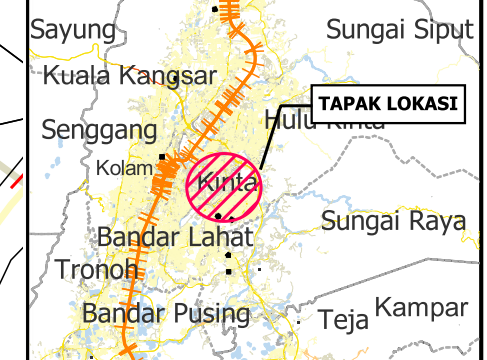 Sayung
Sungai Siput
Kuala Kangsar
TAPAK LOKASI
Hulu Kinta
Senggang
Kolam
Kinta
Sungai Raya
Bandar Lahat
Tronoh
Bandar Pusing
Teja
Kampar